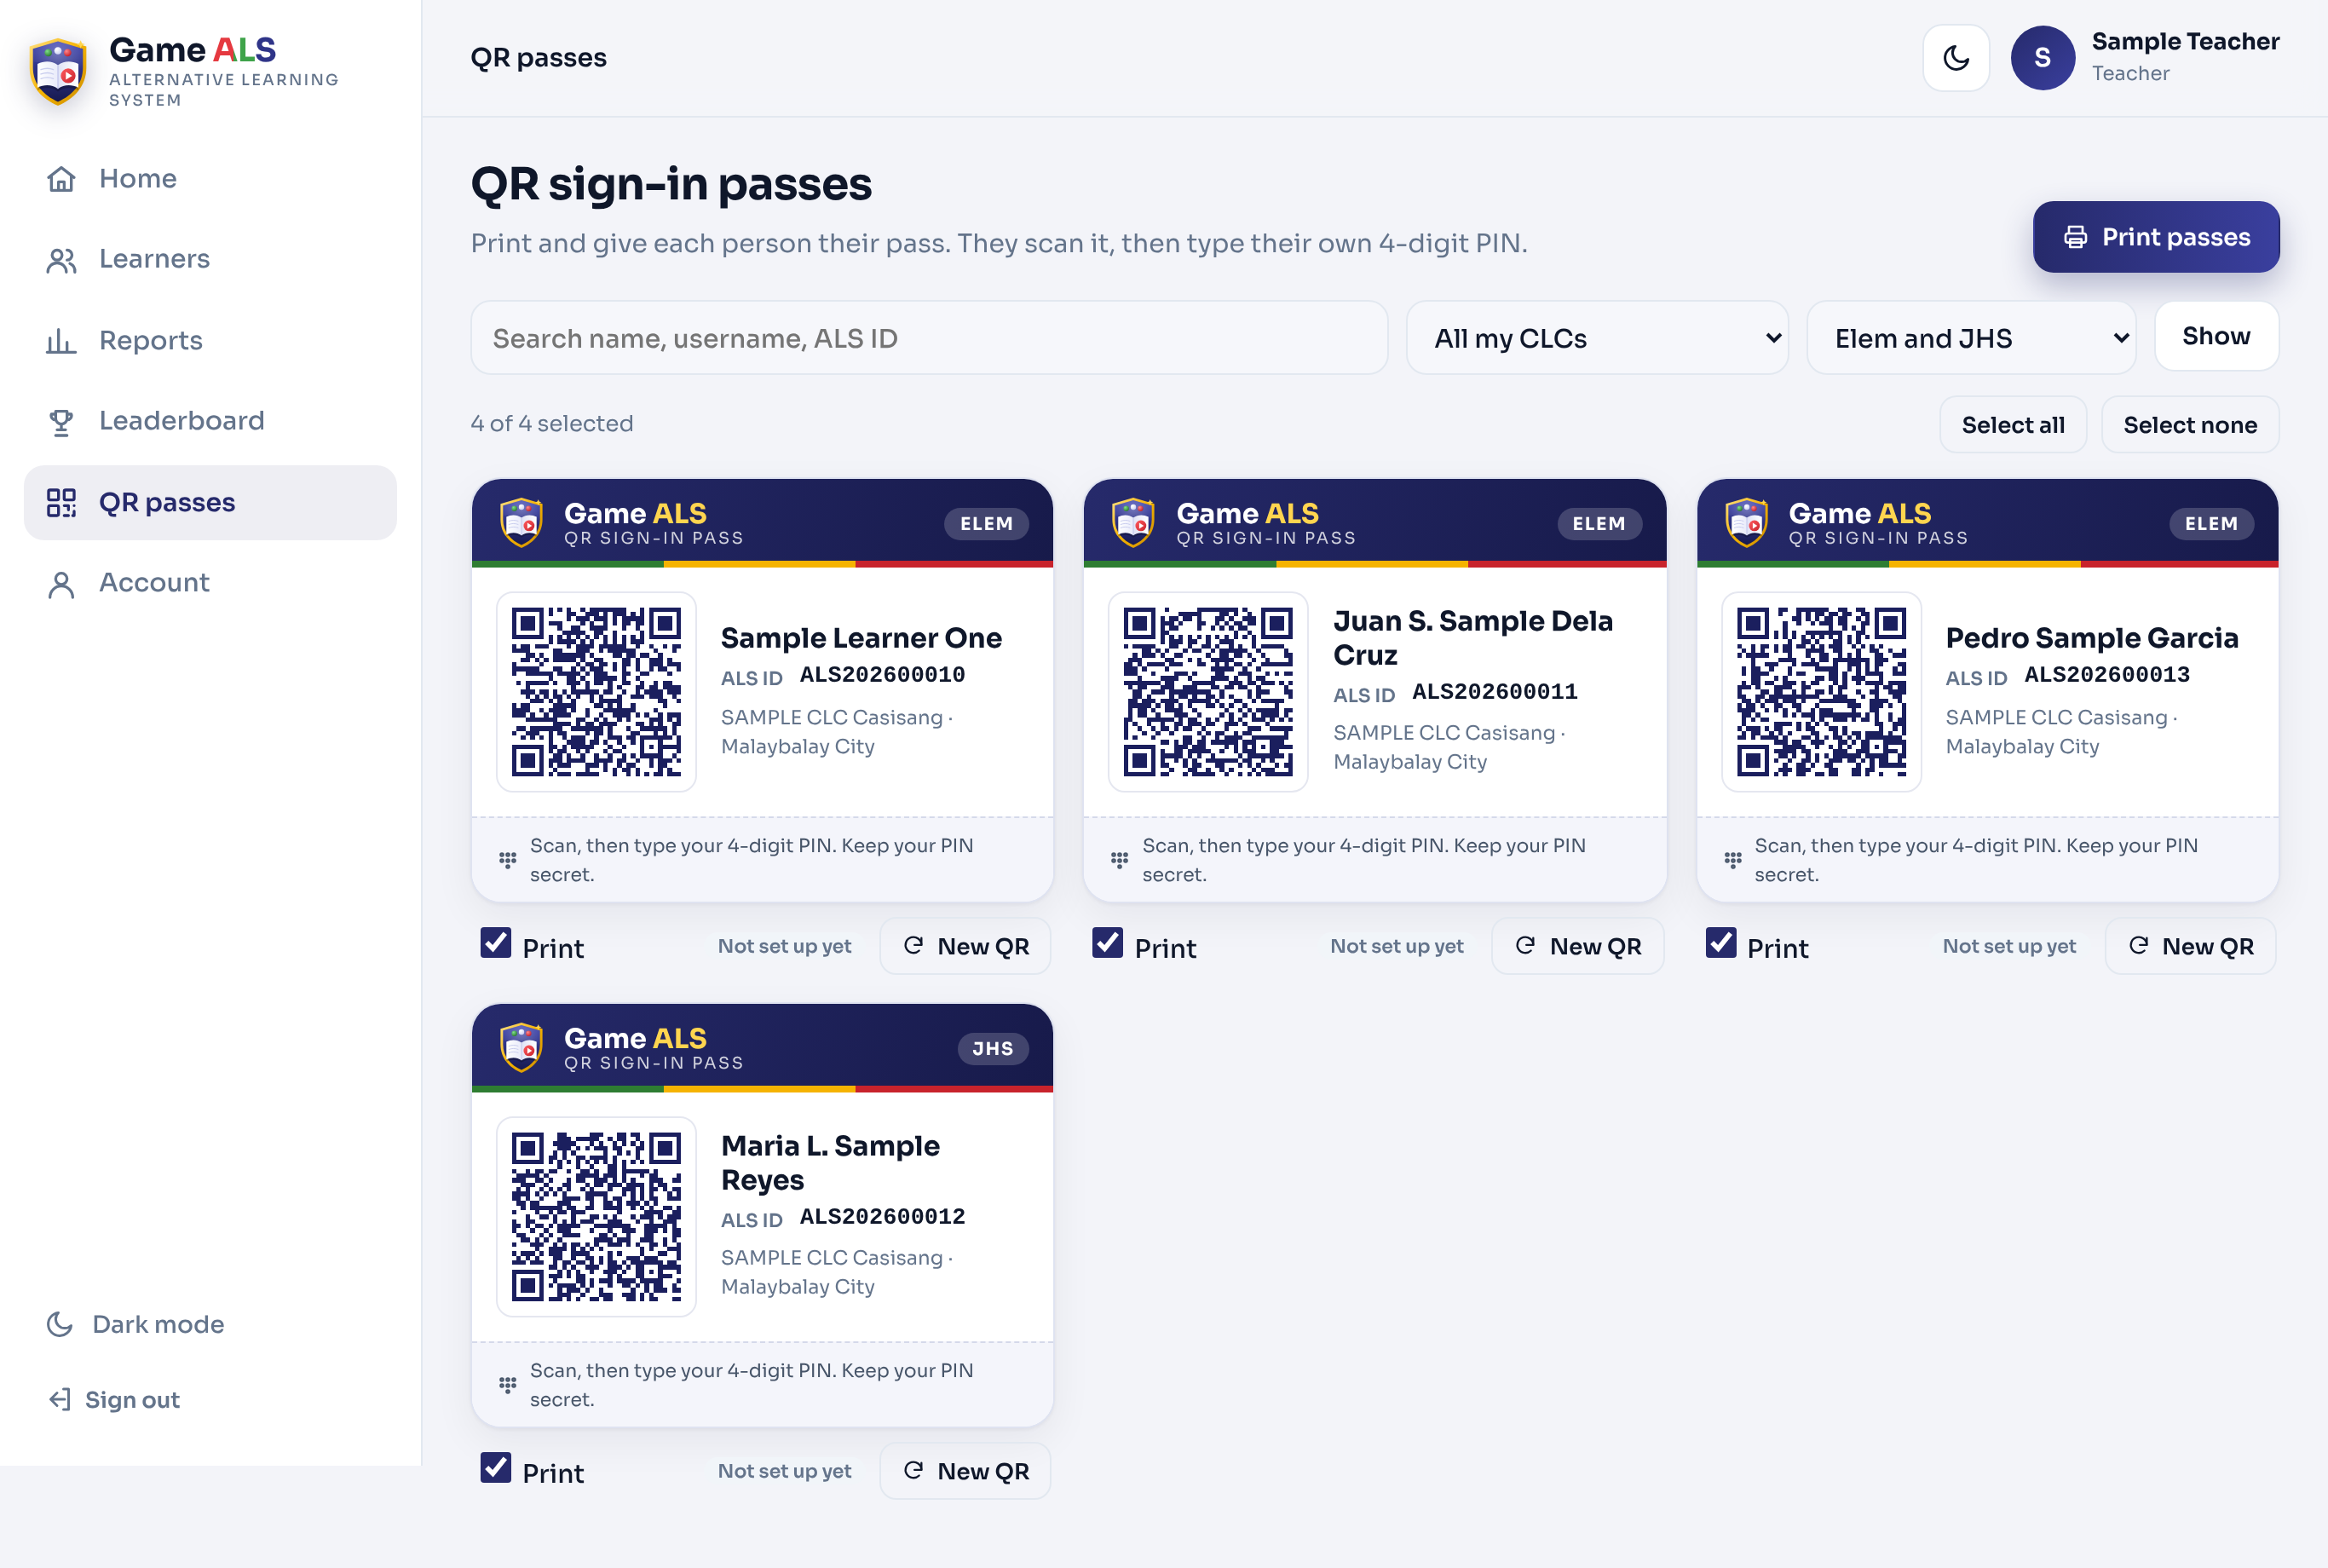 Game ALS
ALTERNATIVE LEARNING
SYSTEM
Home
Learners
Reports
Leaderboard
QR passes
Account
Dark mode
Sign out
QR passes
S
Sample Teacher
Teacher
QR sign-in passes
Print and give each person their pass. They scan it, then type their own 4-digit PIN.
Print passes
Search name, username, ALS ID
All my CLCs
Elem and JHS
Show
4 of 4 selected
Select all
Select none
Game ALS
QR SIGN-IN PASS
ELEM
Sample Learner One
ALS ID ALS202600010
SAMPLE CLC Casisang ·
Malaybalay City
Scan, then type your 4-digit PIN. Keep your PIN
secret.
Print
Not set up yet
New QR
Game ALS
QR SIGN-IN PASS
ELEM
Juan S. Sample Dela
Cruz
ALS ID ALS202600011
SAMPLE CLC Casisang ·
Malaybalay City
Scan, then type your 4-digit PIN. Keep your PIN
secret.
Print
Not set up yet
New QR
Game ALS
QR SIGN-IN PASS
ELEM
Pedro Sample Garcia
ALS ID ALS202600013
SAMPLE CLC Casisang ·
Malaybalay City
Scan, then type your 4-digit PIN. Keep your PIN
secret.
Print
Not set up yet
New QR
Game ALS
QR SIGN-IN PASS
JHS
Maria L. Sample
Reyes
ALS ID ALS202600012
SAMPLE CLC Casisang ·
Malaybalay City
Scan, then type your 4-digit PIN. Keep your PIN
secret.
Print
Not set up yet
New QR